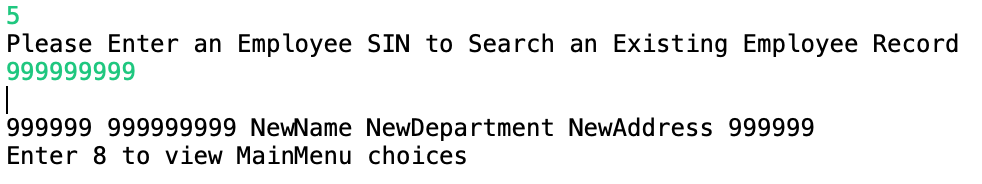 5
Please Enter an Employee SIN to Search an Existing Employee Record
999999999
999999 999999999 NewName NewDepartment NewAddress 999999
Enter 8 to view MainMenu choices